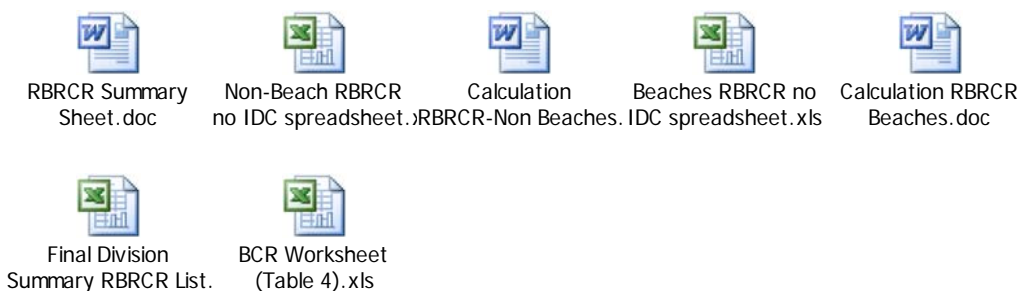 RBRCR Summary Sheet.doc
Non-Beach RBRCR no IDC spreadsheet.
Calculation RBRCR-Non Beaches.
Beaches RBRCR no IDC spreadsheet.xls
Calculation RBRCR Beaches.doc
Final Division Summary RBRCR List.
BCR Worksheet (Table 4).xls